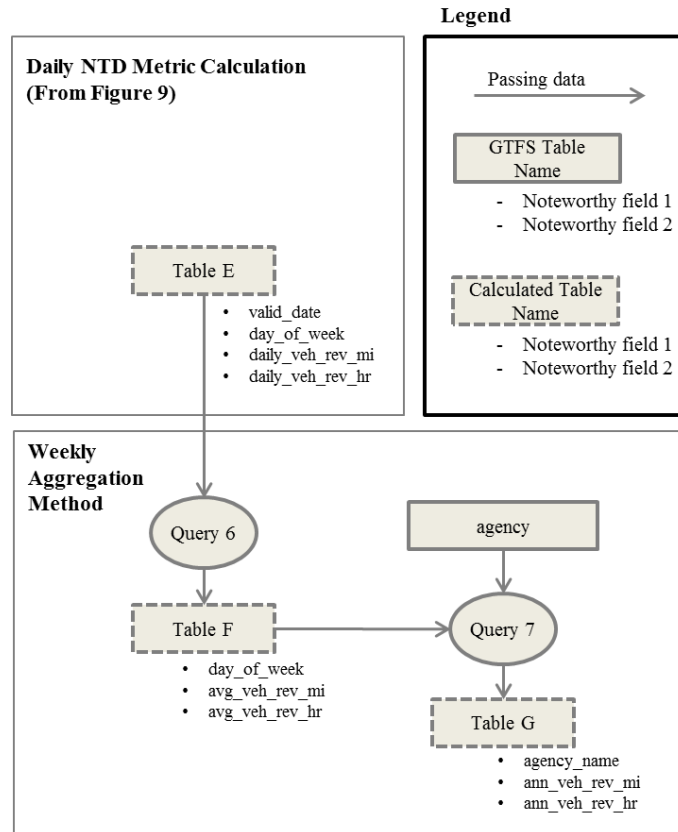 Legend
Daily NTD Metric Calculation
(From Figure 9)
Passing data
GTFS Table
Name
- Noteworthy field 1
- Noteworthy field 2
Calculated Table
Name
- Noteworthy field 1
- Noteworthy field 2
Table E
• valid_date
• day_of_week
• daily_veh_rev_mi
• daily_veh_rev_hr
Weekly
Aggregation
Method
Query 6
agency
Table F
Query 7
• day_of_week
• avg_veh_rev_mi
• avg_veh_rev_hr
Table G
• agency_name
• ann_veh_rev_mi
• ann_veh_rev_hr